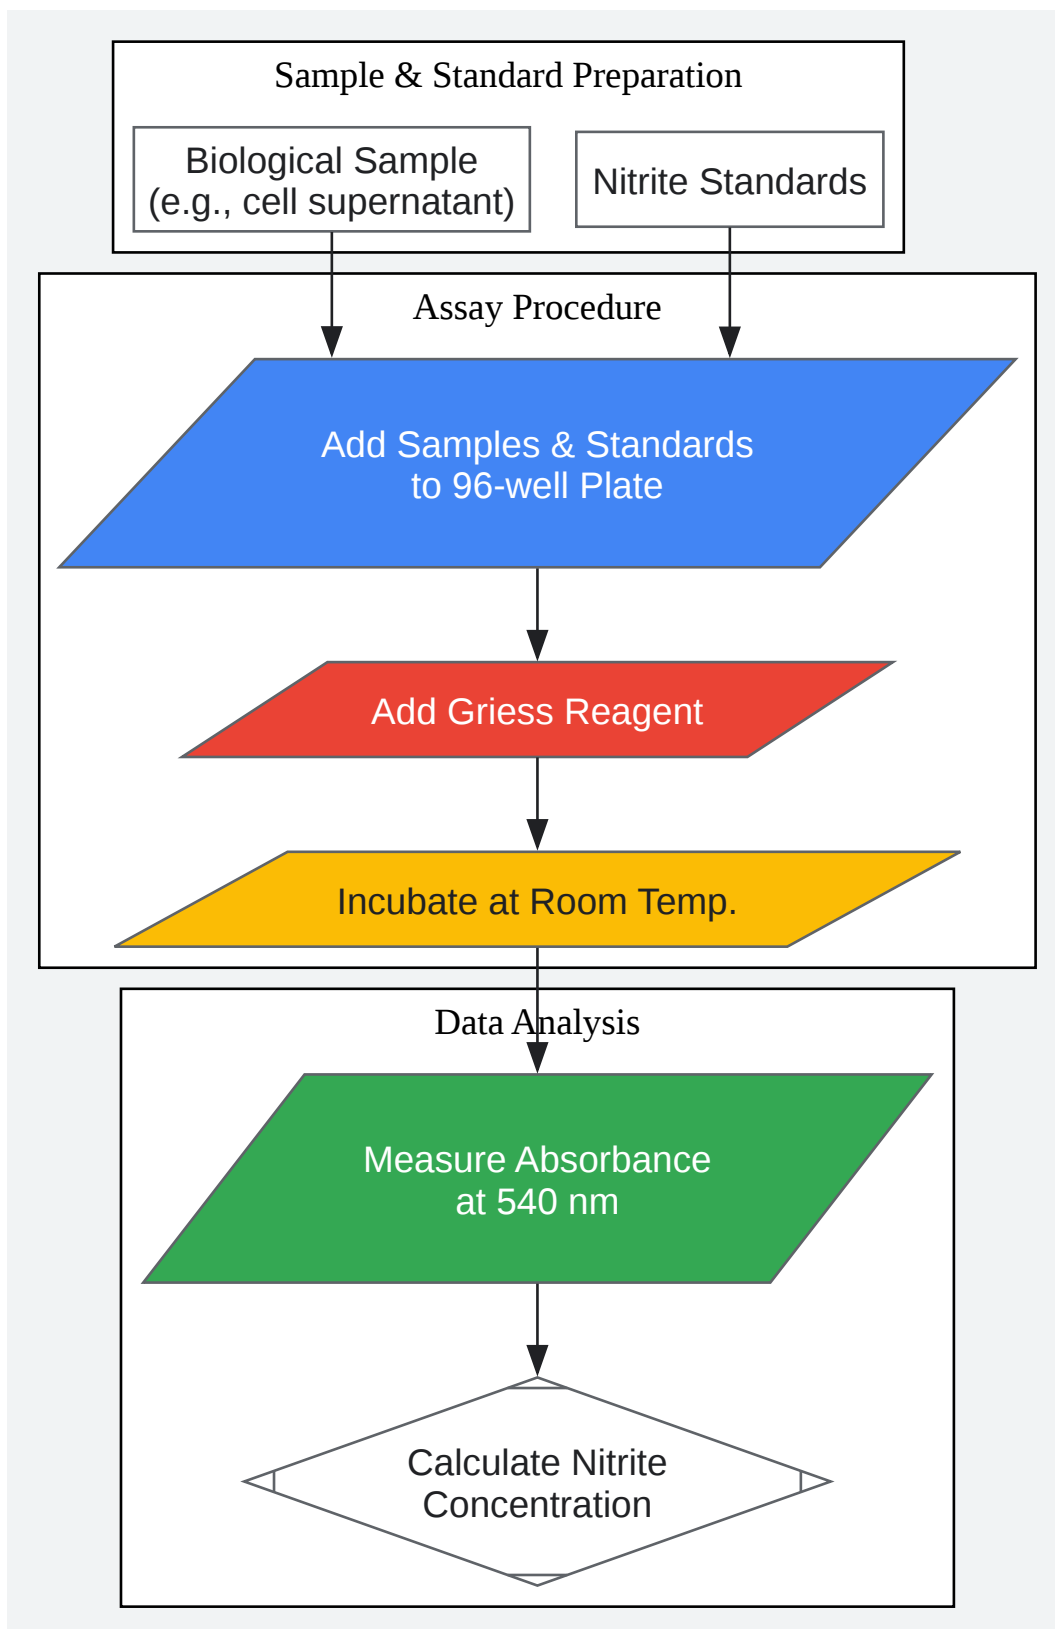 Sample & Standard Preparation
Biological Sample
(e.g., cell supernatant)
Nitrite Standards
Assay Procedure
Add Samples & Standards
to 96-well Plate
Add Griess Reagent
Incubate at Room Temp.
Data Analysis
Measure Absorbance
at 540 nm
Calculate Nitrite
Concentration